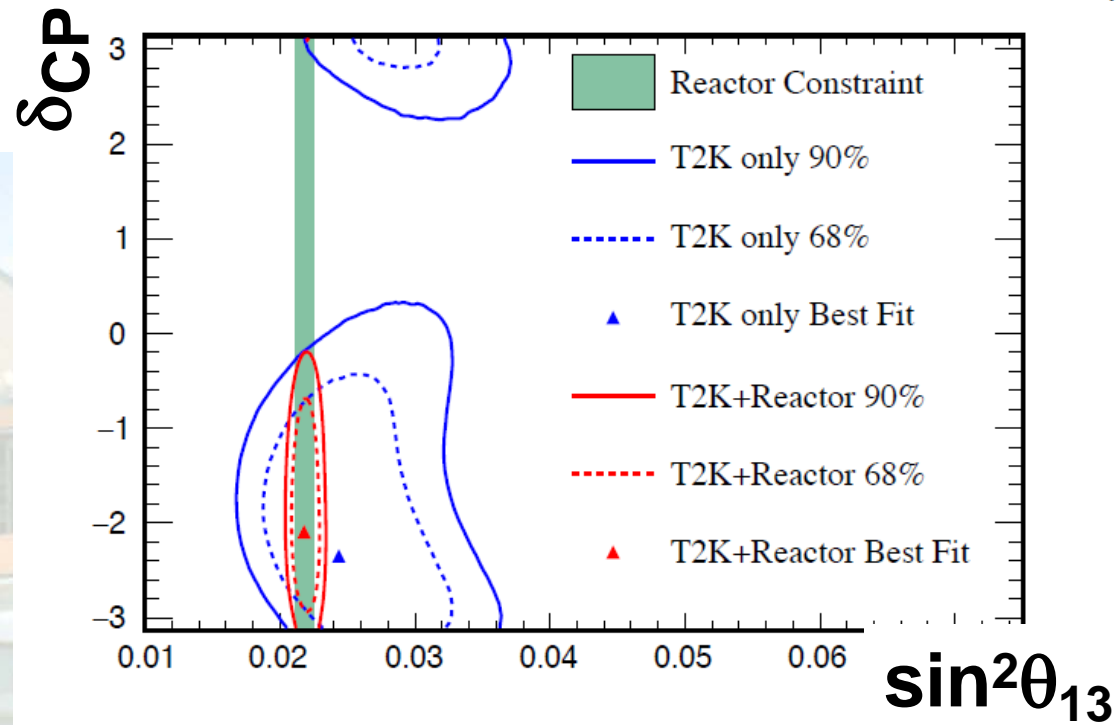 δCP
3
2
1
0
−1
−2
−3
Reactor Constraint
T2K only 90%
T2K only 68%
T2K only Best Fit
T2K+Reactor 90%
T2K+Reactor 68%
T2K+Reactor Best Fit
0.01 0.02 0.03 0.04 0.05 0.06
sin²θ₁₃